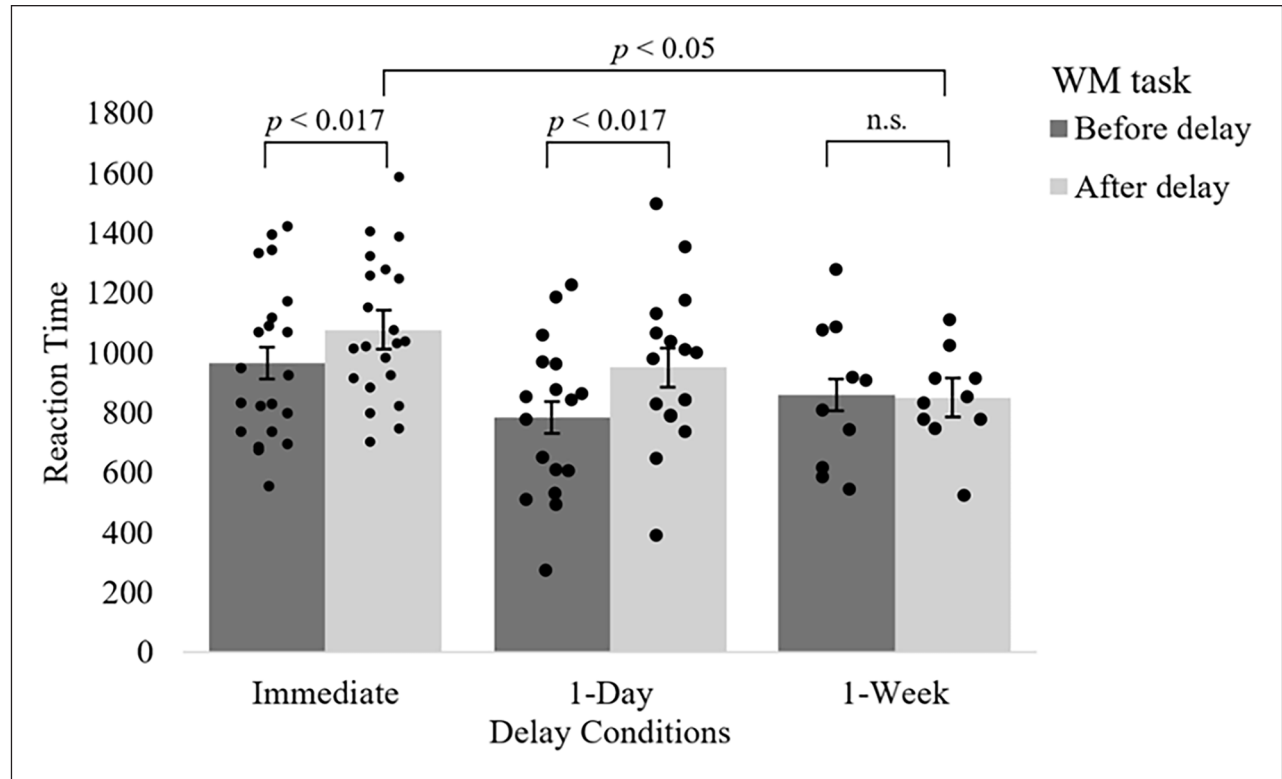 p < 0.05
WM task
Before delay
After delay
p < 0.017
p < 0.017
n.s.
Reaction Time
1800
1600
1400
1200
1000
800
600
400
200
0
Immediate
1-Day
1-Week
Delay Conditions